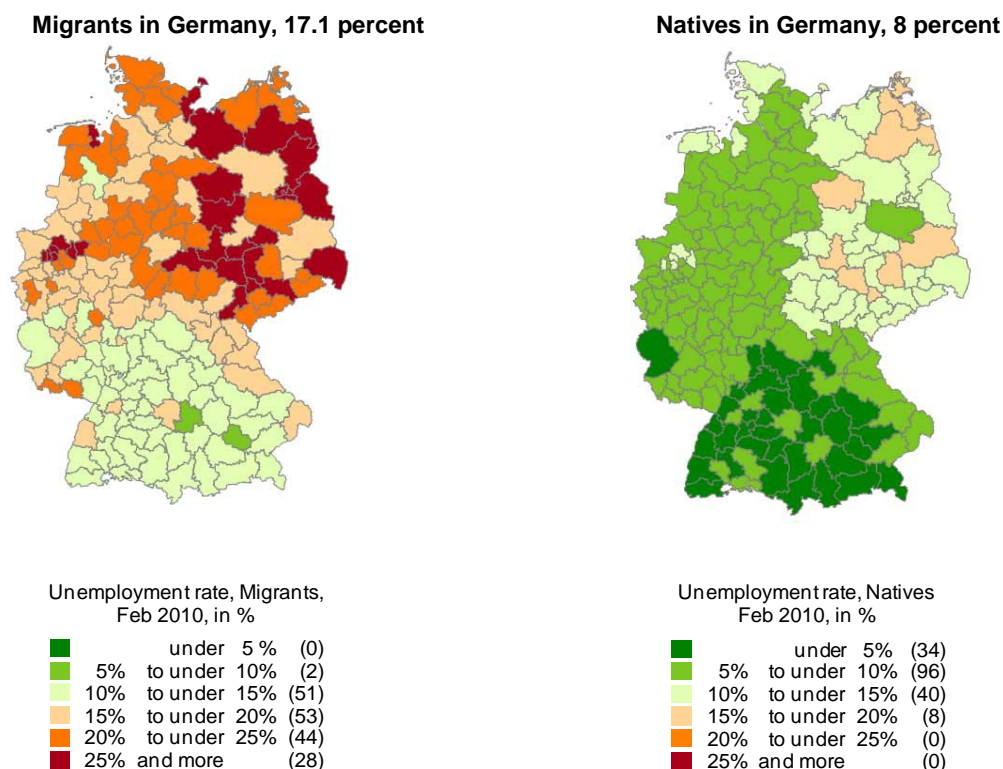 Migrants in Germany, 17.1 percent
Natives in Germany, 8 percent
Unemployment rate, Migrants,
Feb 2010, in %
under 5 % (0)
5% to under 10% (2)
10% to under 15% (51)
15% to under 20% (53)
20% to under 25% (44)
25% and more (28)
Unemployment rate, Natives
Feb 2010, in %
under 5% (34)
5% to under 10% (96)
10% to under 15% (40)
15% to under 20% (8)
20% to under 25% (0)
25% and more (0)